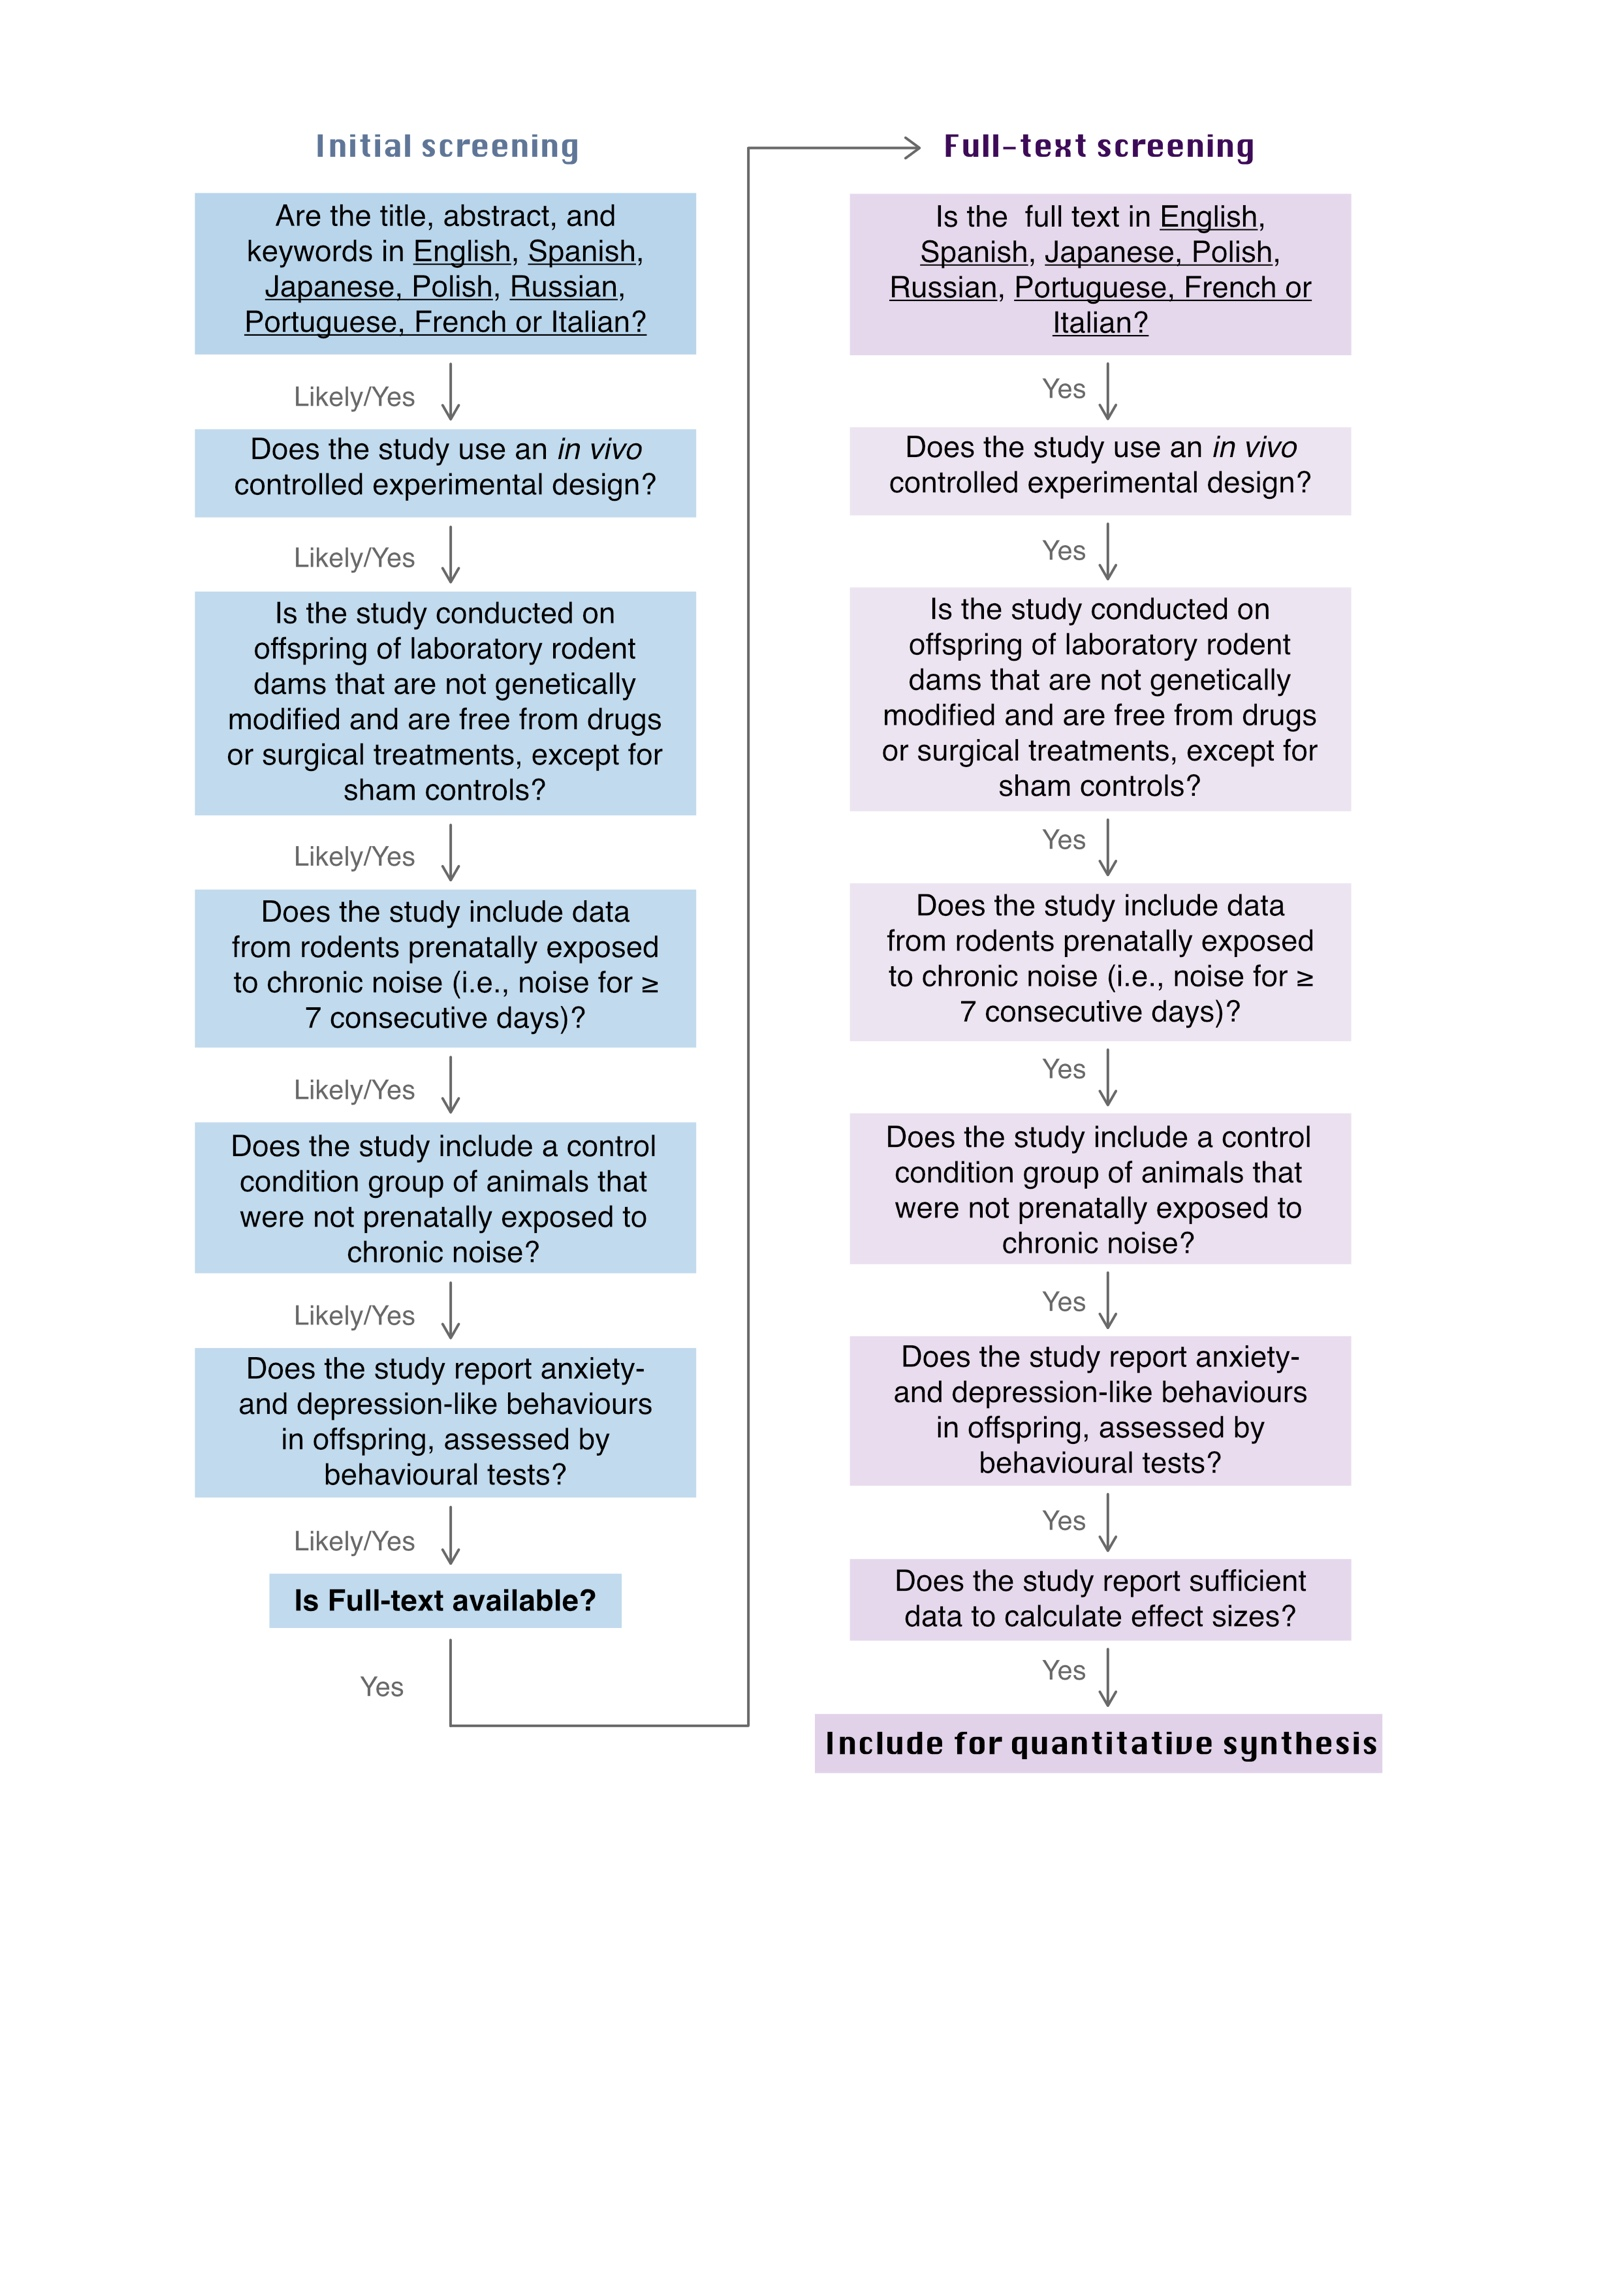 Initial screening
Are the title, abstract, and
keywords in English, Spanish,
Japanese, Polish, Russian,
Portuguese, French or Italian?
Likely/Yes
Does the study use an in vivo
controlled experimental design?
Likely/Yes
Is the study conducted on
offspring of laboratory rodent
dams that are not genetically
modified and are free from drugs
or surgical treatments, except for
sham controls?
Likely/Yes
Does the study include data
from rodents prenatally exposed
to chronic noise (i.e., noise for ≥
7 consecutive days)?
Likely/Yes
Does the study include a control
condition group of animals that
were not prenatally exposed to
chronic noise?
Likely/Yes
Does the study report anxiety-
and depression-like behaviours
in offspring, assessed by
behavioural tests?
Likely/Yes
Is Full-text available?
Yes
Full-text screening
Is the  full text in English,
Spanish, Japanese, Polish,
Russian, Portuguese, French or
Italian?
Yes
Does the study use an in vivo
controlled experimental design?
Yes
Is the study conducted on
offspring of laboratory rodent
dams that are not genetically
modified and are free from drugs
or surgical treatments, except for
sham controls?
Yes
Does the study include data
from rodents prenatally exposed
to chronic noise (i.e., noise for ≥
7 consecutive days)?
Yes
Does the study include a control
condition group of animals that
were not prenatally exposed to
chronic noise?
Yes
Does the study report anxiety-
and depression-like behaviours
in offspring, assessed by
behavioural tests?
Yes
Does the study report sufficient
data to calculate effect sizes?
Yes
Include for quantitative synthesis